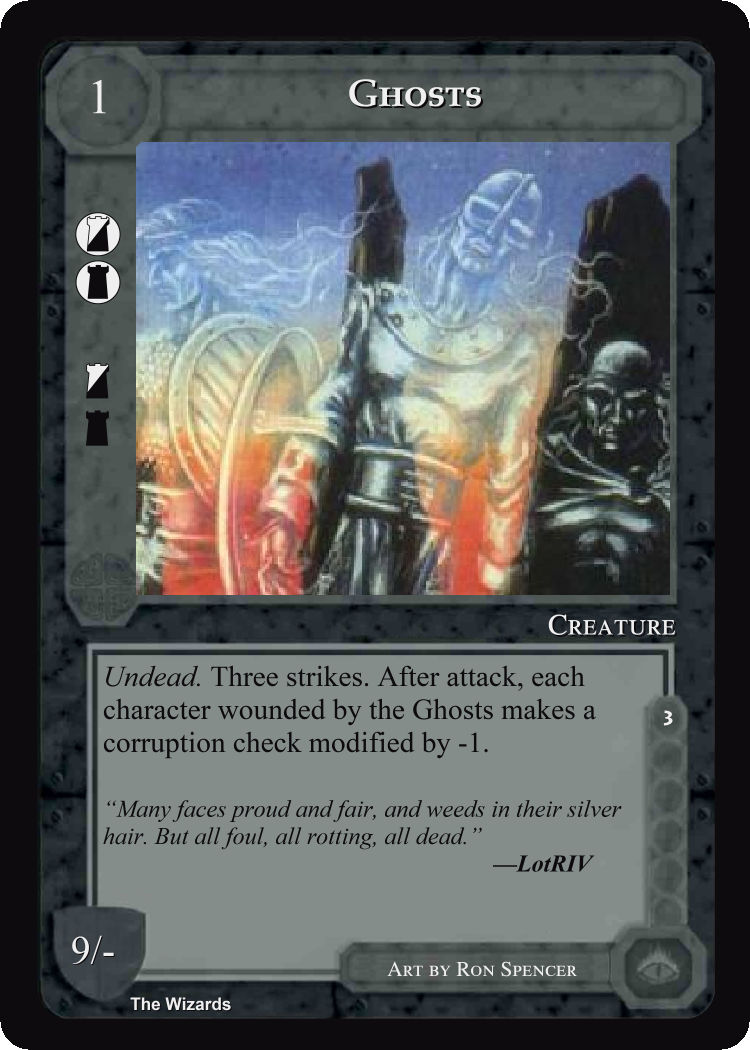 1
Ghosts
Creature
Undead. Three strikes. After attack, each
character wounded by the Ghosts makes a
corruption check modified by -1.
3
“Many faces proud and fair, and weeds in their silver
hair. But all foul, all rotting, all dead.”
—LotRIV
9/-
Art by Ron Spencer
The Wizards